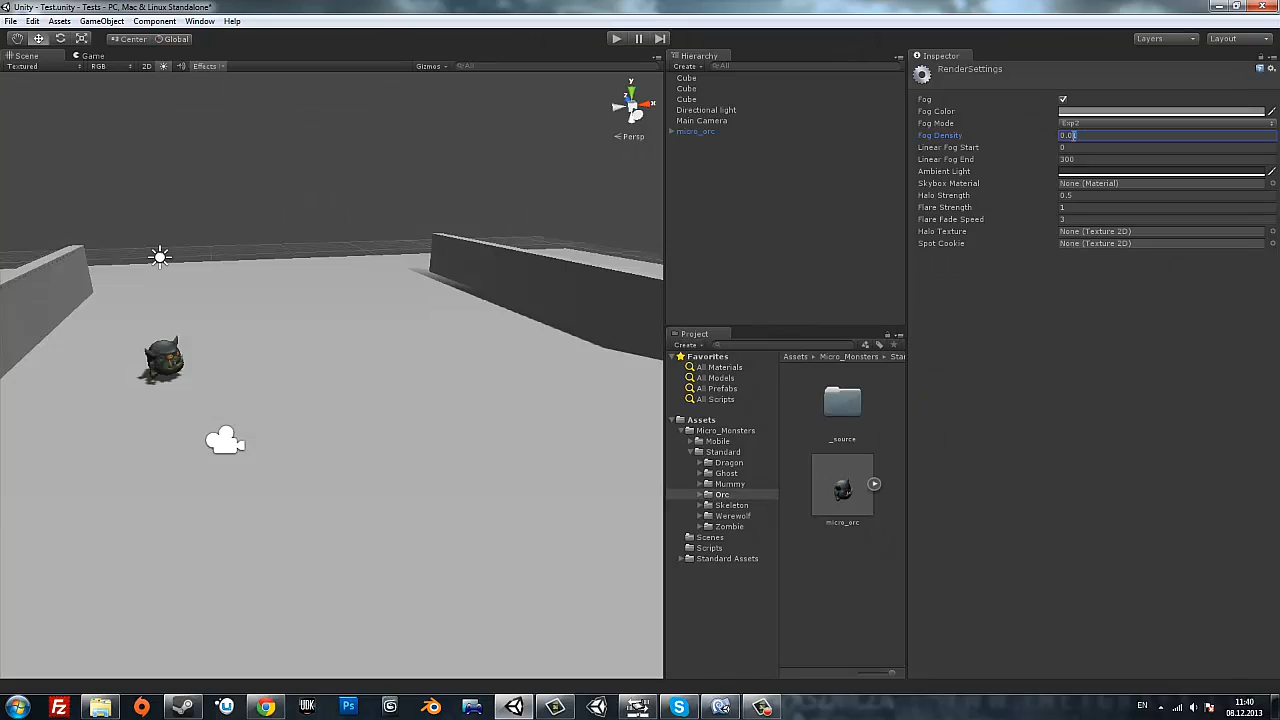 Unity - Test.unity - Tests - PC, Mac & Linux Standalone*
File Edit Assets GameObject Component Window Help
Center Global
Layers Layout
Scene Game
Textured RGB 2D Effects Gizmos All
y
x
z
Persp
Hierarchy
Create All
Cube
Cube
Cube
Directional light
Main Camera
micro_orc
Project
Create
Favorites
All Materials
All Models
All Prefabs
All Scripts
Assets
Micro_Monsters
Mobile
Standard
Dragon
Ghost
Mummy
Orc
Skeleton
Werewolf
Zombie
Scenes
Scripts
Standard Assets
Assets Micro_Monsters Star
_source
micro_orc
Inspector
RenderSettings
Fog
Fog Color
Fog Mode Exp2
Fog Density 0.01
Linear Fog Start 0
Linear Fog End 300
Ambient Light
Skybox Material None (Material)
Halo Strength 0.5
Flare Strength 1
Flare Fade Speed 3
Halo Texture None (Texture 2D)
Spot Cookie None (Texture 2D)
Fz
UDK
Ps
EN 11:40
08.12.2013